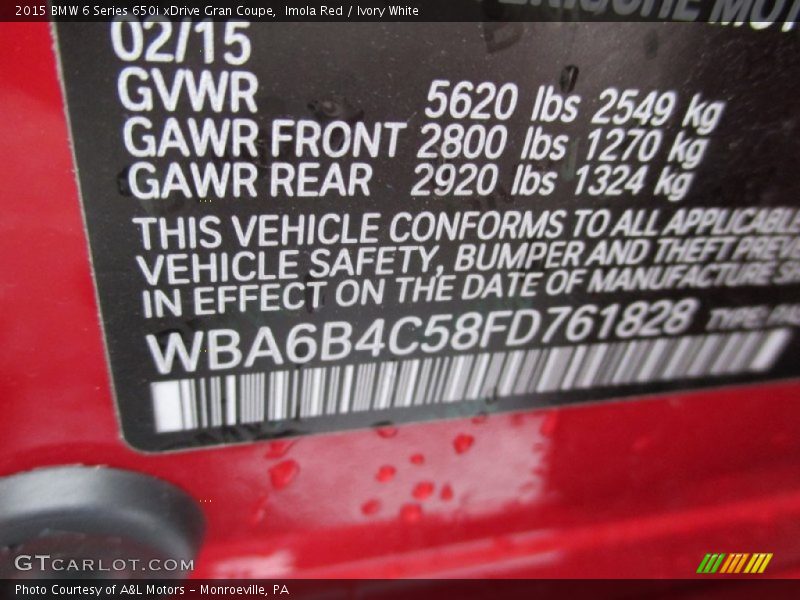 2015 BMW 6 Series 650i xDrive Gran Coupe,  Imola Red / Ivory White
02/15
GVWR 5620 lbs 2549 kg
GAWR FRONT 2800 lbs 1270 kg
GAWR REAR 2920 lbs 1324 kg
THIS VEHICLE CONFORMS TO ALL APPLICABLE
VEHICLE SAFETY, BUMPER AND THEFT PREVE
IN EFFECT ON THE DATE OF MANUFACTURE
WBA6B4C58FD761828 TYPE:
GTCARLOT.COM
Photo Courtesy of A&L Motors - Monroeville, PA